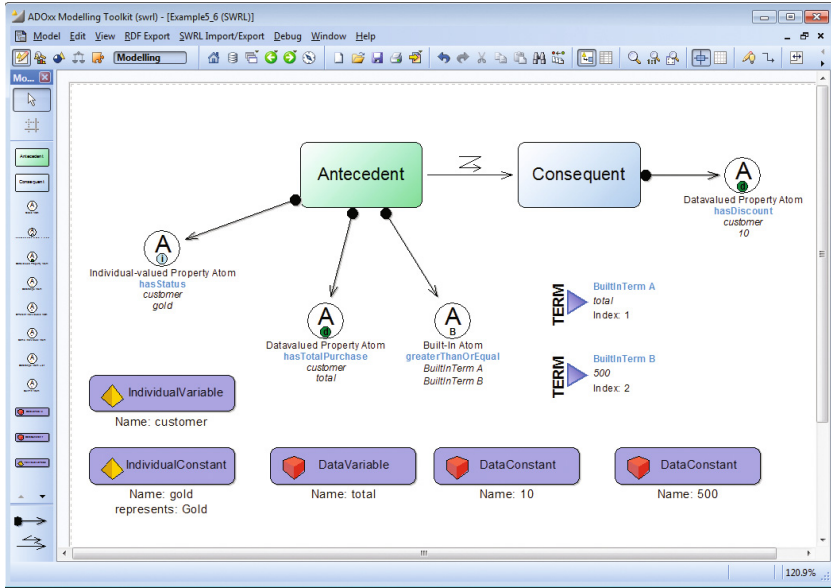 ADOxx Modelling Toolkit (swrl) - [Example5_6 (SWRL)]
Model Edit View RDF Export SWRL Import/Export Debug Window Help
Modelling
Mo...
Antecedent
Consequent
Antecedent
Consequent
A
d
Datavalued Property Atom
hasDiscount
customer
10
A
i
Individual-valued Property Atom
hasStatus
customer
gold
A
d
Datavalued Property Atom
hasTotalPurchase
customer
total
A
B
Built-In Atom
greaterThanOrEqual
BuiltInTerm A
BuiltInTerm B
TERM
BuiltInTerm A
total
Index: 1
TERM
BuiltInTerm B
500
Index: 2
IndividualVariable
Name: customer
IndividualConstant
Name: gold
represents: Gold
DataVariable
Name: total
DataConstant
Name: 10
DataConstant
Name: 500
120.9%